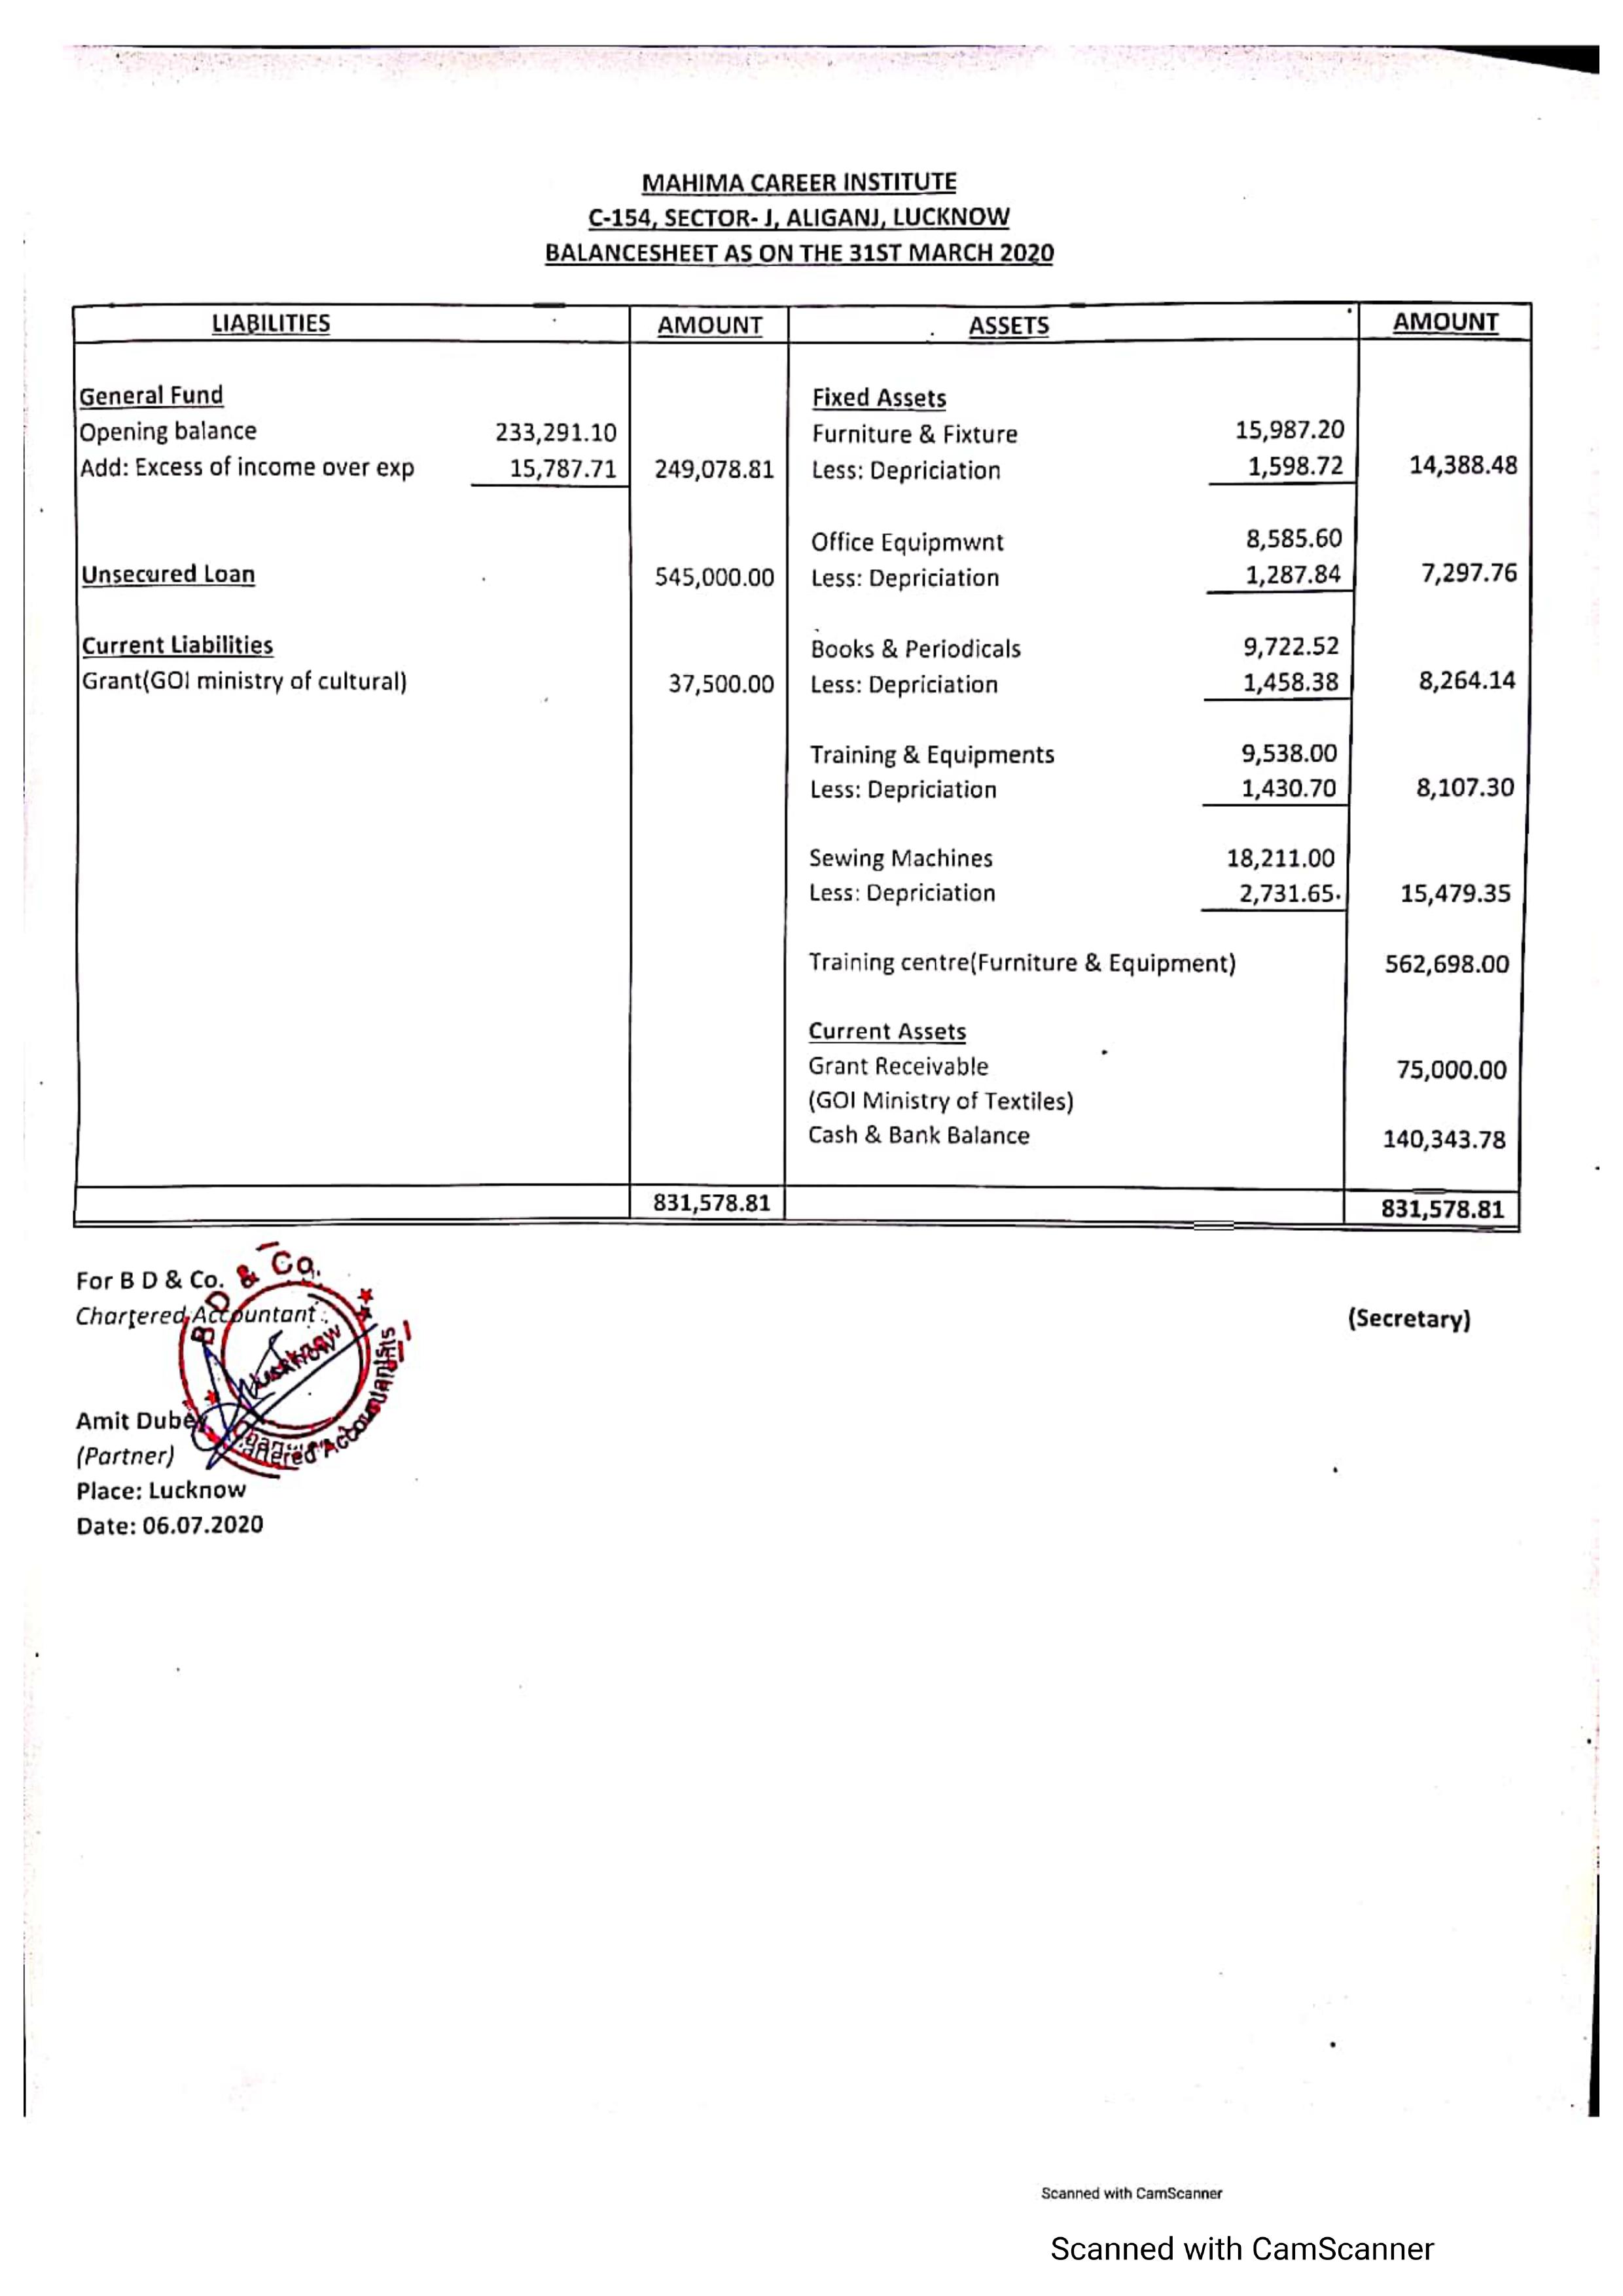 MAHIMA CAREER INSTITUTE
C-154, SECTOR- J, ALIGANJ, LUCKNOW
BALANCESHEET AS ON THE 31ST MARCH 2020
LIABILITIES AMOUNT ASSETS AMOUNT
General Fund Fixed Assets
Opening balance 233,291.10 Furniture & Fixture 15,987.20
Add: Excess of income over exp 15,787.71 249,078.81 Less: Depriciation 1,598.72 14,388.48
Office Equipmwnt 8,585.60
Unsecured Loan 545,000.00 Less: Depriciation 1,287.84 7,297.76
Current Liabilities Books & Periodicals 9,722.52
Grant(GOI ministry of cultural) 37,500.00 Less: Depriciation 1,458.38 8,264.14
Training & Equipments 9,538.00
Less: Depriciation 1,430.70 8,107.30
Sewing Machines 18,211.00
Less: Depriciation 2,731.65 15,479.35
Training centre(Furniture & Equipment) 562,698.00
Current Assets
Grant Receivable 75,000.00
(GOI Ministry of Textiles)
Cash & Bank Balance 140,343.78
831,578.81 831,578.81
For B D & Co.
Chartered Accountant
(Secretary)
B D & Co.
Lucknow
Chartered Accountants
Amit Dubey
(Partner)
Place: Lucknow
Date: 06.07.2020
Scanned with CamScanner
Scanned with CamScanner